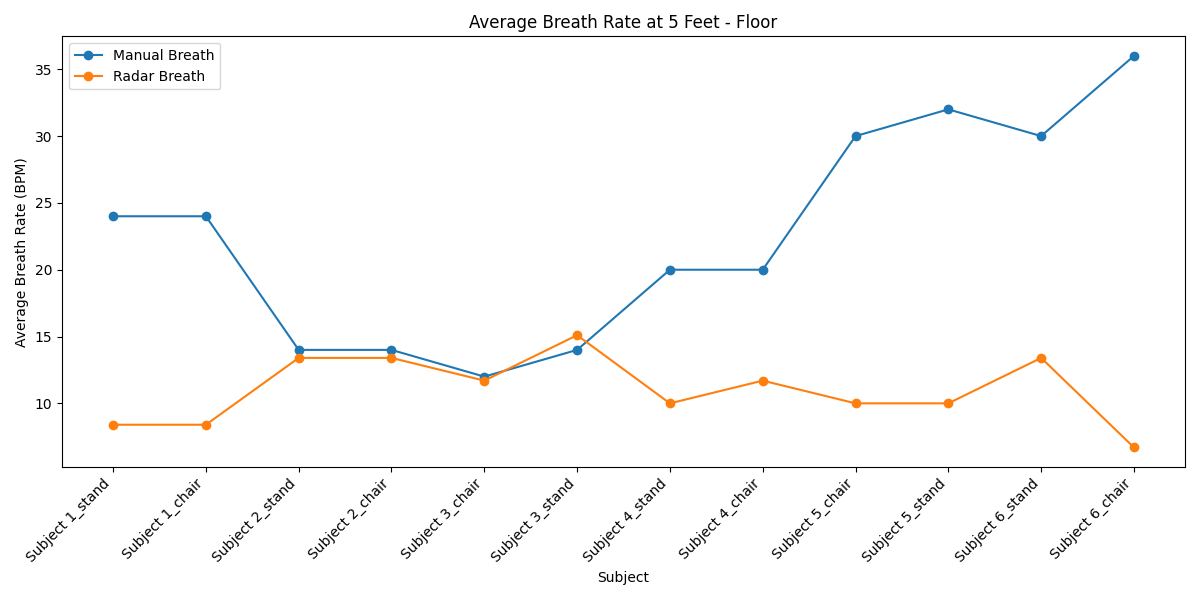 Average Breath Rate at 5 Feet - Floor
Manual Breath
Radar Breath
Average Breath Rate (BPM)
35
30
25
20
15
10
Subject 1_stand
Subject 1_chair
Subject 2_stand
Subject 2_chair
Subject 3_chair
Subject 3_stand
Subject 4_stand
Subject 4_chair
Subject 5_chair
Subject 5_stand
Subject 6_stand
Subject 6_chair
Subject